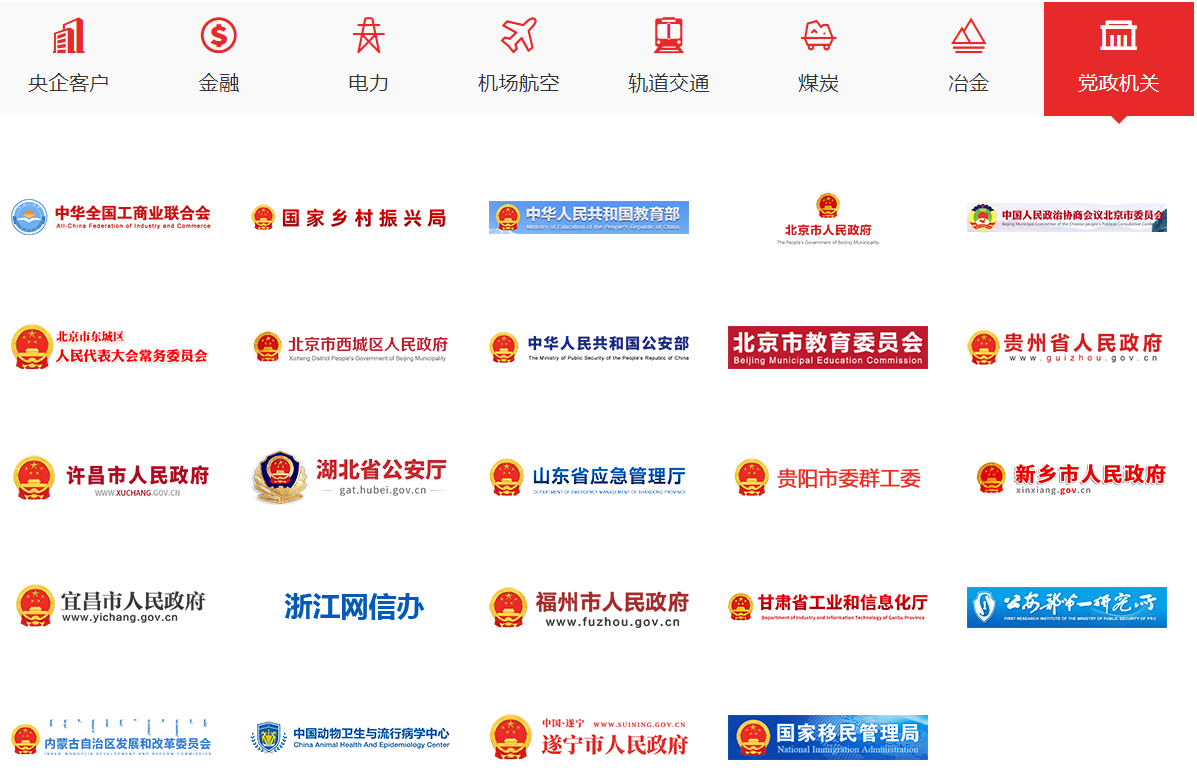 央企客户
金融
电力
机场航空
轨道交通
煤炭
冶金
党政机关
中华全国工商业联合会
All-China Federation of Industry and Commerce
国家乡村振兴局
中华人民共和国教育部
Ministry of Education of the People's Republic of China
北京市人民政府
The People's Government of Beijing Municipality
中国人民政治协商会议北京市委员会
北京市东城区
人民代表大会常务委员会
北京市西城区人民政府
Xicheng District People's Government of Beijing Municipality
中华人民共和国公安部
The Ministry of Public Security of the People's Republic of China
北京市教育委员会
Beijing Municipal Education Commission
贵州省人民政府
www.guizhou.gov.cn
许昌市人民政府
WWW.XUCHANG.GOV.CN
湖北省公安厅
gat.hubei.gov.cn
山东省应急管理厅
DEPARTMENT OF EMERGENCY MANAGEMENT OF SHANDONG PROVINCE
贵阳市委群工委
新乡市人民政府
xinxiang.gov.cn
宜昌市人民政府
www.yichang.gov.cn
浙江网信办
福州市人民政府
www.fuzhou.gov.cn
甘肃省工业和信息化厅
Department of Industry and Information Technology of GanSu Province
公安部第一研究所
FIRST RESEARCH INSTITUTE OF THE MINISTRY OF PUBLIC SECURITY OF P·R·C
内蒙古自治区发展和改革委员会
INNER MONGOLIA DEVELOPMENT AND REFORM COMMISSION
中国动物卫生与流行病学中心
China Animal Health And Epidemiology Center
中国·遂宁 WWW.SUINING.GOV.CN
遂宁市人民政府
国家移民管理局
National Immigration Administration